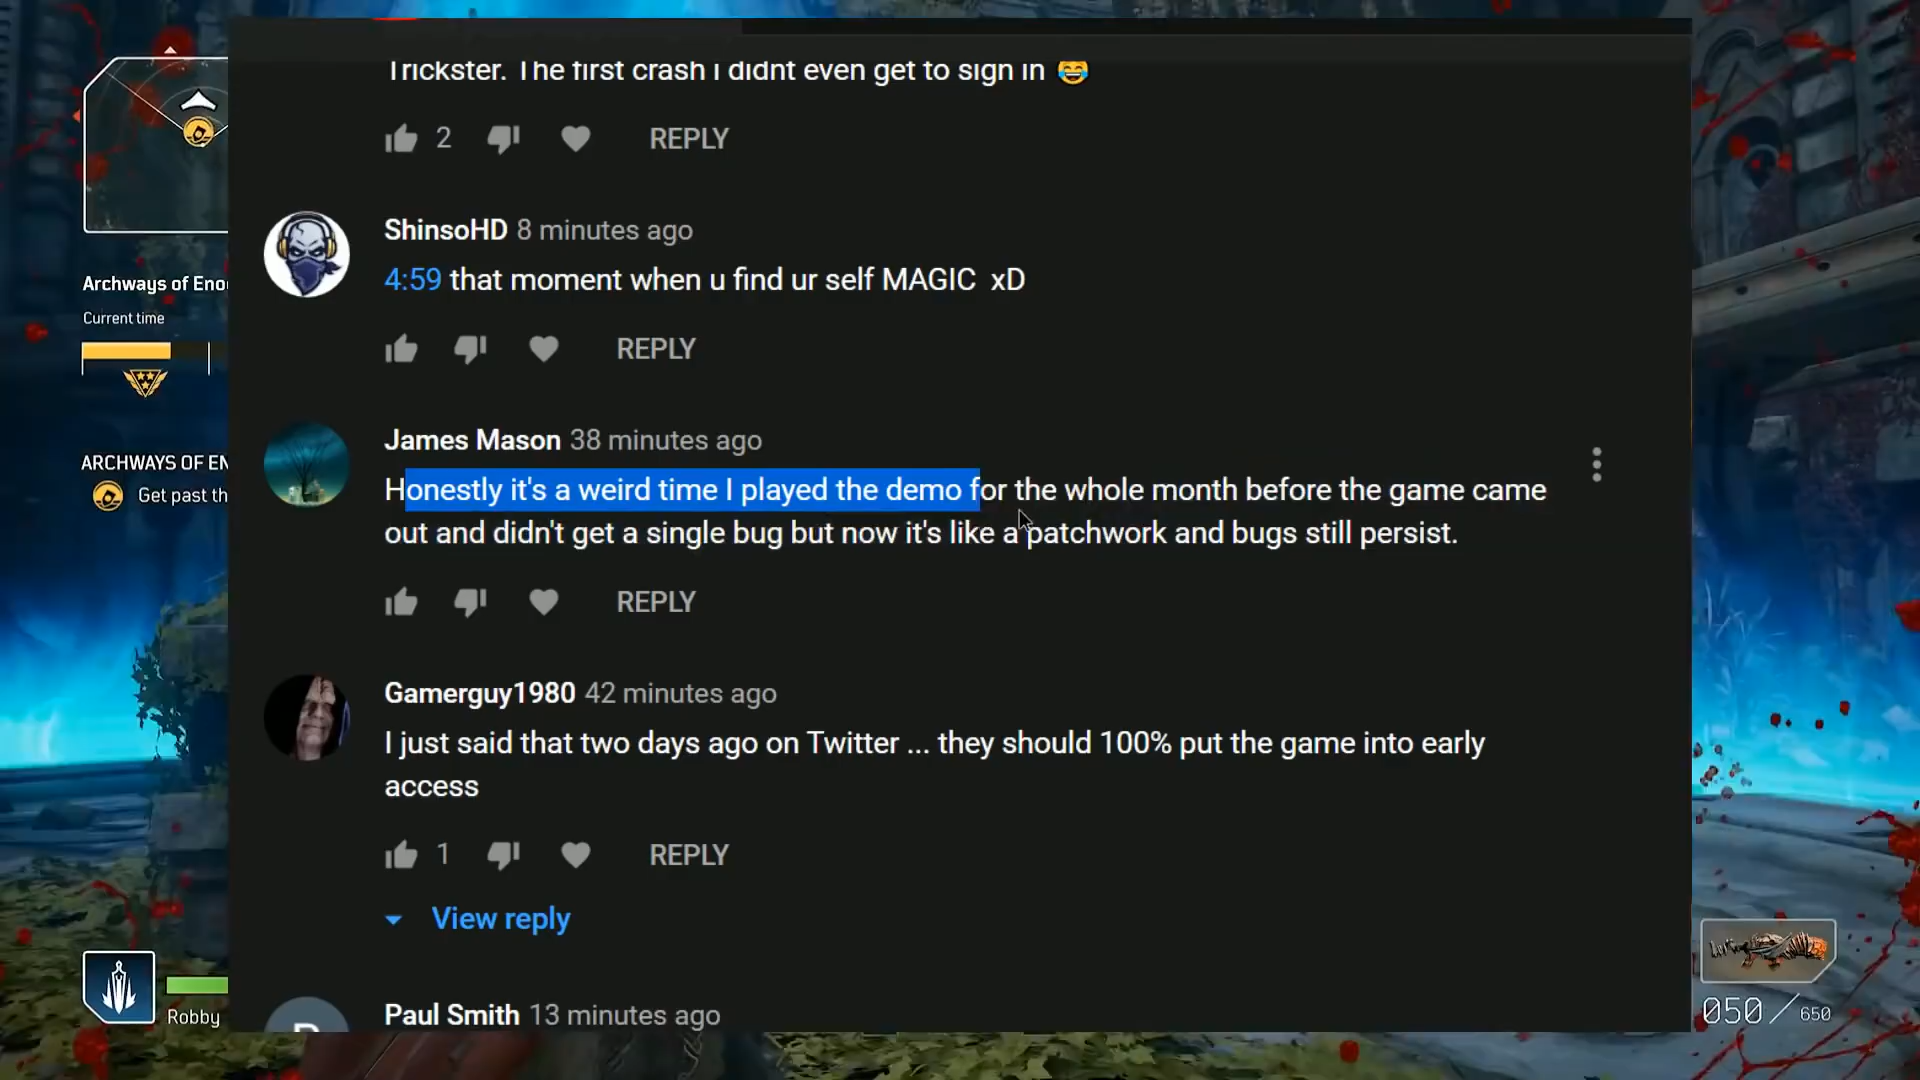 Trickster. The first crash i didnt even get to sign in 😂
2 REPLY
ShinsoHD 8 minutes ago
4:59 that moment when u find ur self MAGIC xD
REPLY
James Mason 38 minutes ago
Honestly it's a weird time I played the demo for the whole month before the game came
out and didn't get a single bug but now it's like a patchwork and bugs still persist.
REPLY
Gamerguy1980 42 minutes ago
I just said that two days ago on Twitter ... they should 100% put the game into early
access
1 REPLY
View reply
Paul Smith 13 minutes ago
Archways of Eno
Current time
ARCHWAYS OF EN
Get past th
Robby
050 / 650